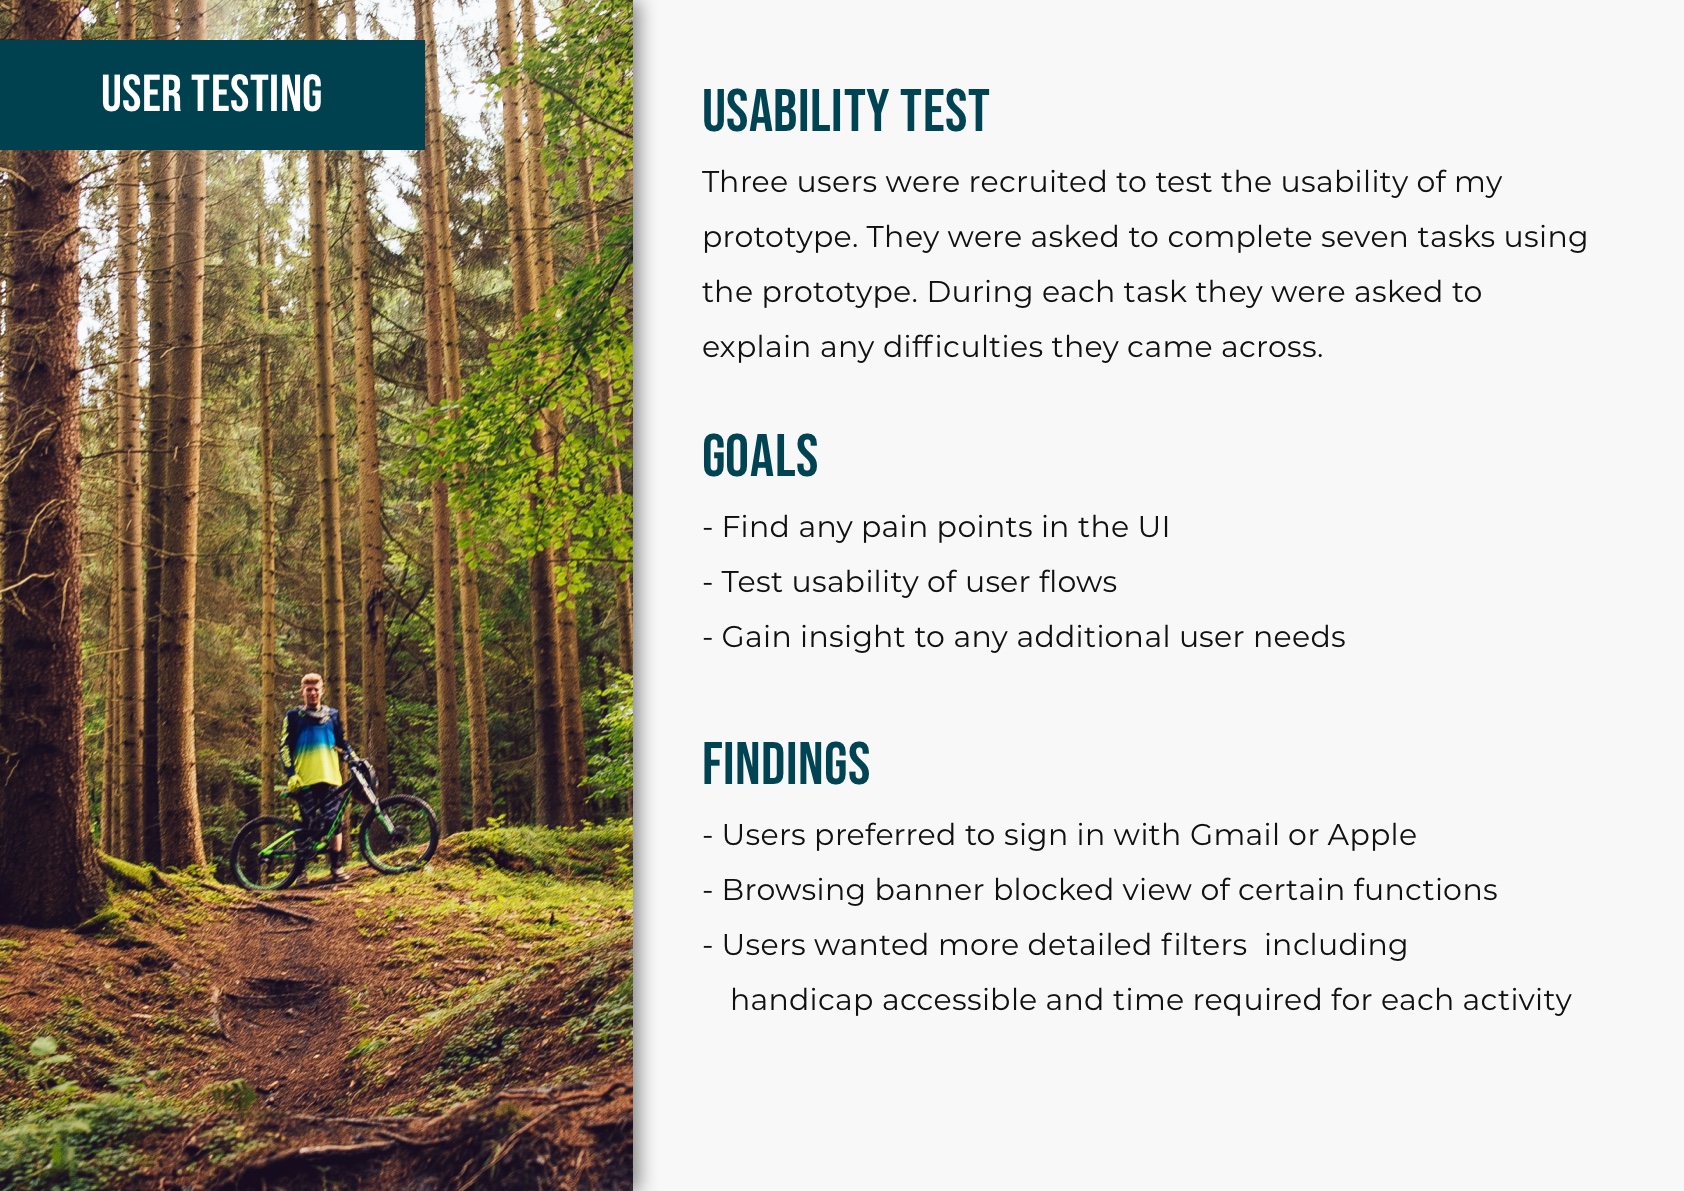 USER TESTING
USABILITY TEST
Three users were recruited to test the usability of my
prototype. They were asked to complete seven tasks using
the prototype. During each task they were asked to
explain any difficulties they came across.
GOALS
- Find any pain points in the UI
- Test usability of user flows
- Gain insight to any additional user needs
FINDINGS
- Users preferred to sign in with Gmail or Apple
- Browsing banner blocked view of certain functions
- Users wanted more detailed filters  including
handicap accessible and time required for each activity